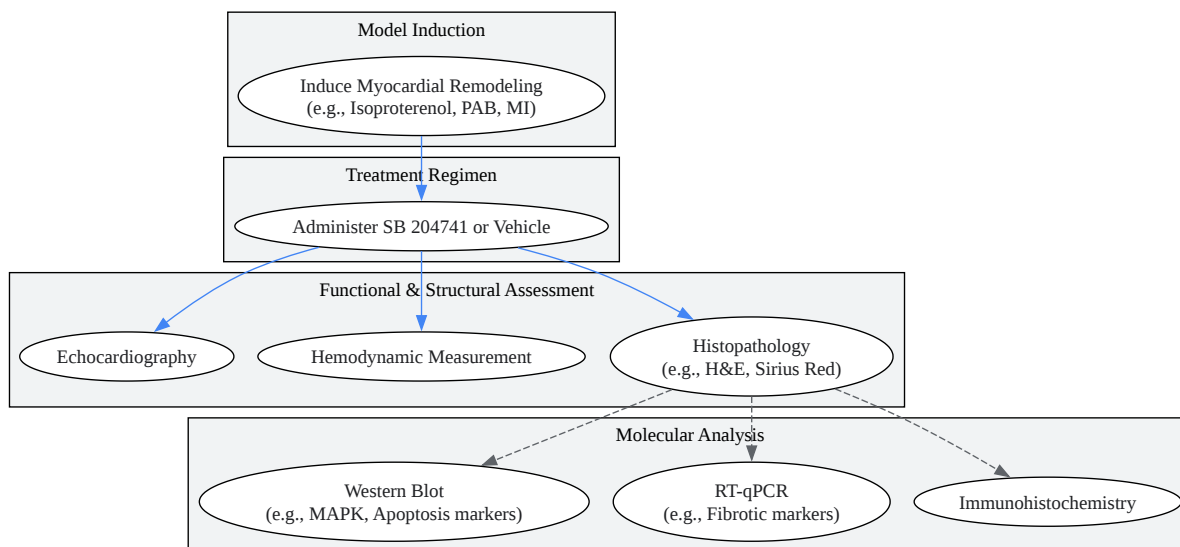 Model Induction
Induce Myocardial Remodeling
(e.g., Isoproterenol, PAB, MI)
Treatment Regimen
Administer SB 204741 or Vehicle
Functional & Structural Assessment
Echocardiography
Hemodynamic Measurement
Histopathology
(e.g., H&E, Sirius Red)
Molecular Analysis
Western Blot
(e.g., MAPK, Apoptosis markers)
RT-qPCR
(e.g., Fibrotic markers)
Immunohistochemistry